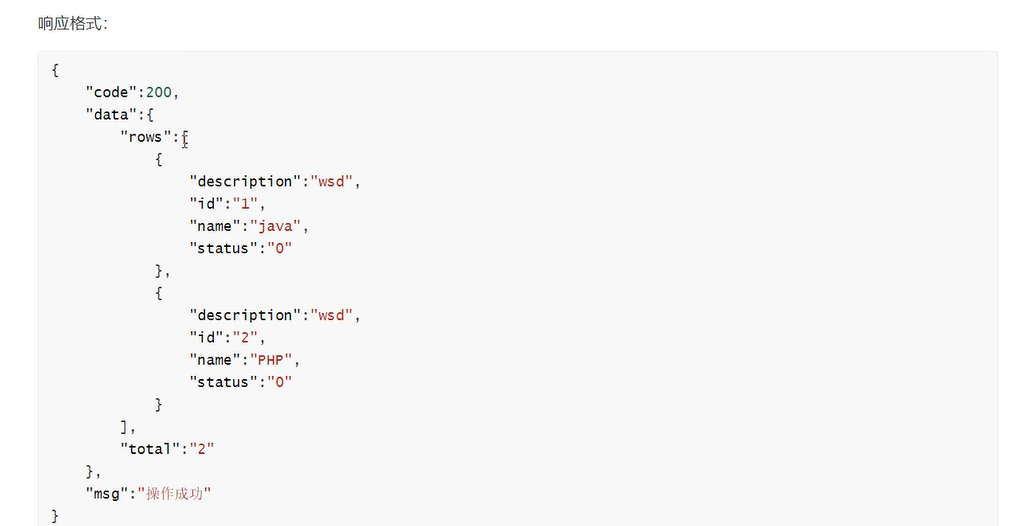 响应格式：
{
    "code":200,
    "data":{
        "rows":[
            {
                "description":"wsd",
                "id":"1",
                "name":"java",
                "status":"0"
            },
            {
                "description":"wsd",
                "id":"2",
                "name":"PHP",
                "status":"0"
            }
        ],
        "total":"2"
    },
    "msg":"操作成功"
}